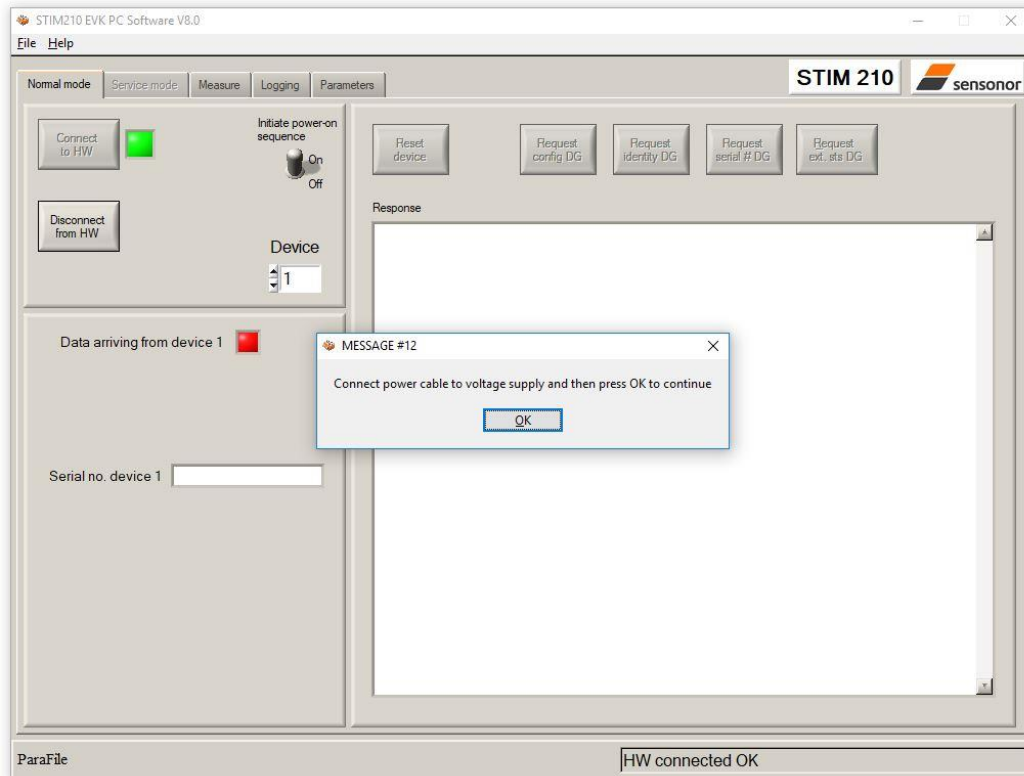 STIM210 EVK PC Software V8.0
File Help
Normal mode
Service mode
Measure
Logging
Parameters
STIM 210
sensonor
Connect
to HW
Initiate power-on
sequence
On
Off
Disconnect
from HW
Device
1
Reset
device
Request
config DG
Request
identity DG
Request
serial # DG
Request
ext. sts DG
Response
Data arriving from device 1
Serial no. device 1
MESSAGE #12
Connect power cable to voltage supply and then press OK to continue
OK
ParaFile
HW connected OK